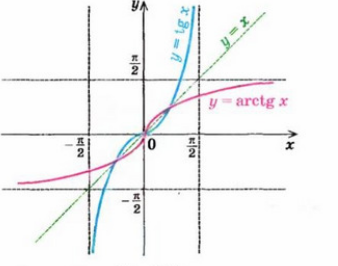 y
y = tg x
y = x
π/2
y = arctg x
-π/2
0
π/2
x
-π/2